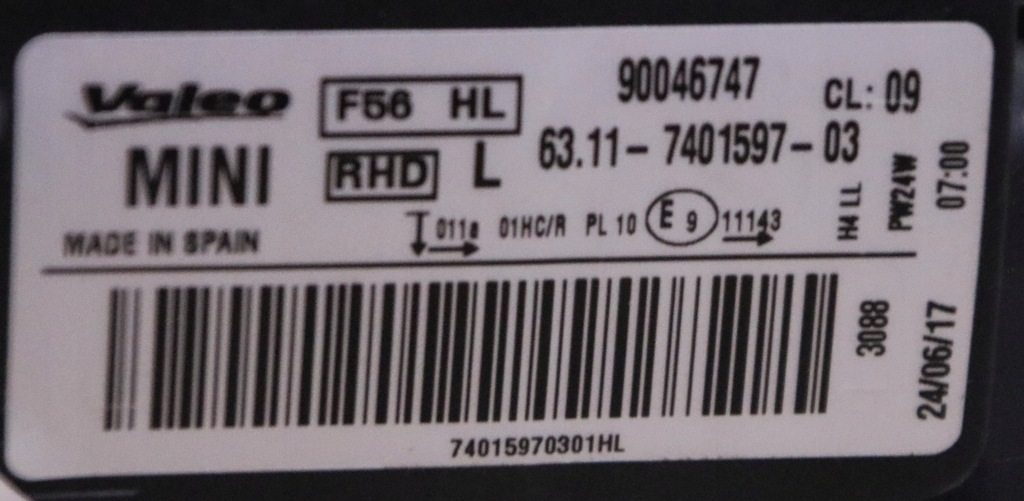 Valeo F56 HL 90046747 CL: 09
MINI RHD L 63.11-7401597-03
MADE IN SPAIN 011a 01HC/R PL 10 E 9 11143
H4 LL
PW24W
07:00
3088
24/06/17
74015970301HL